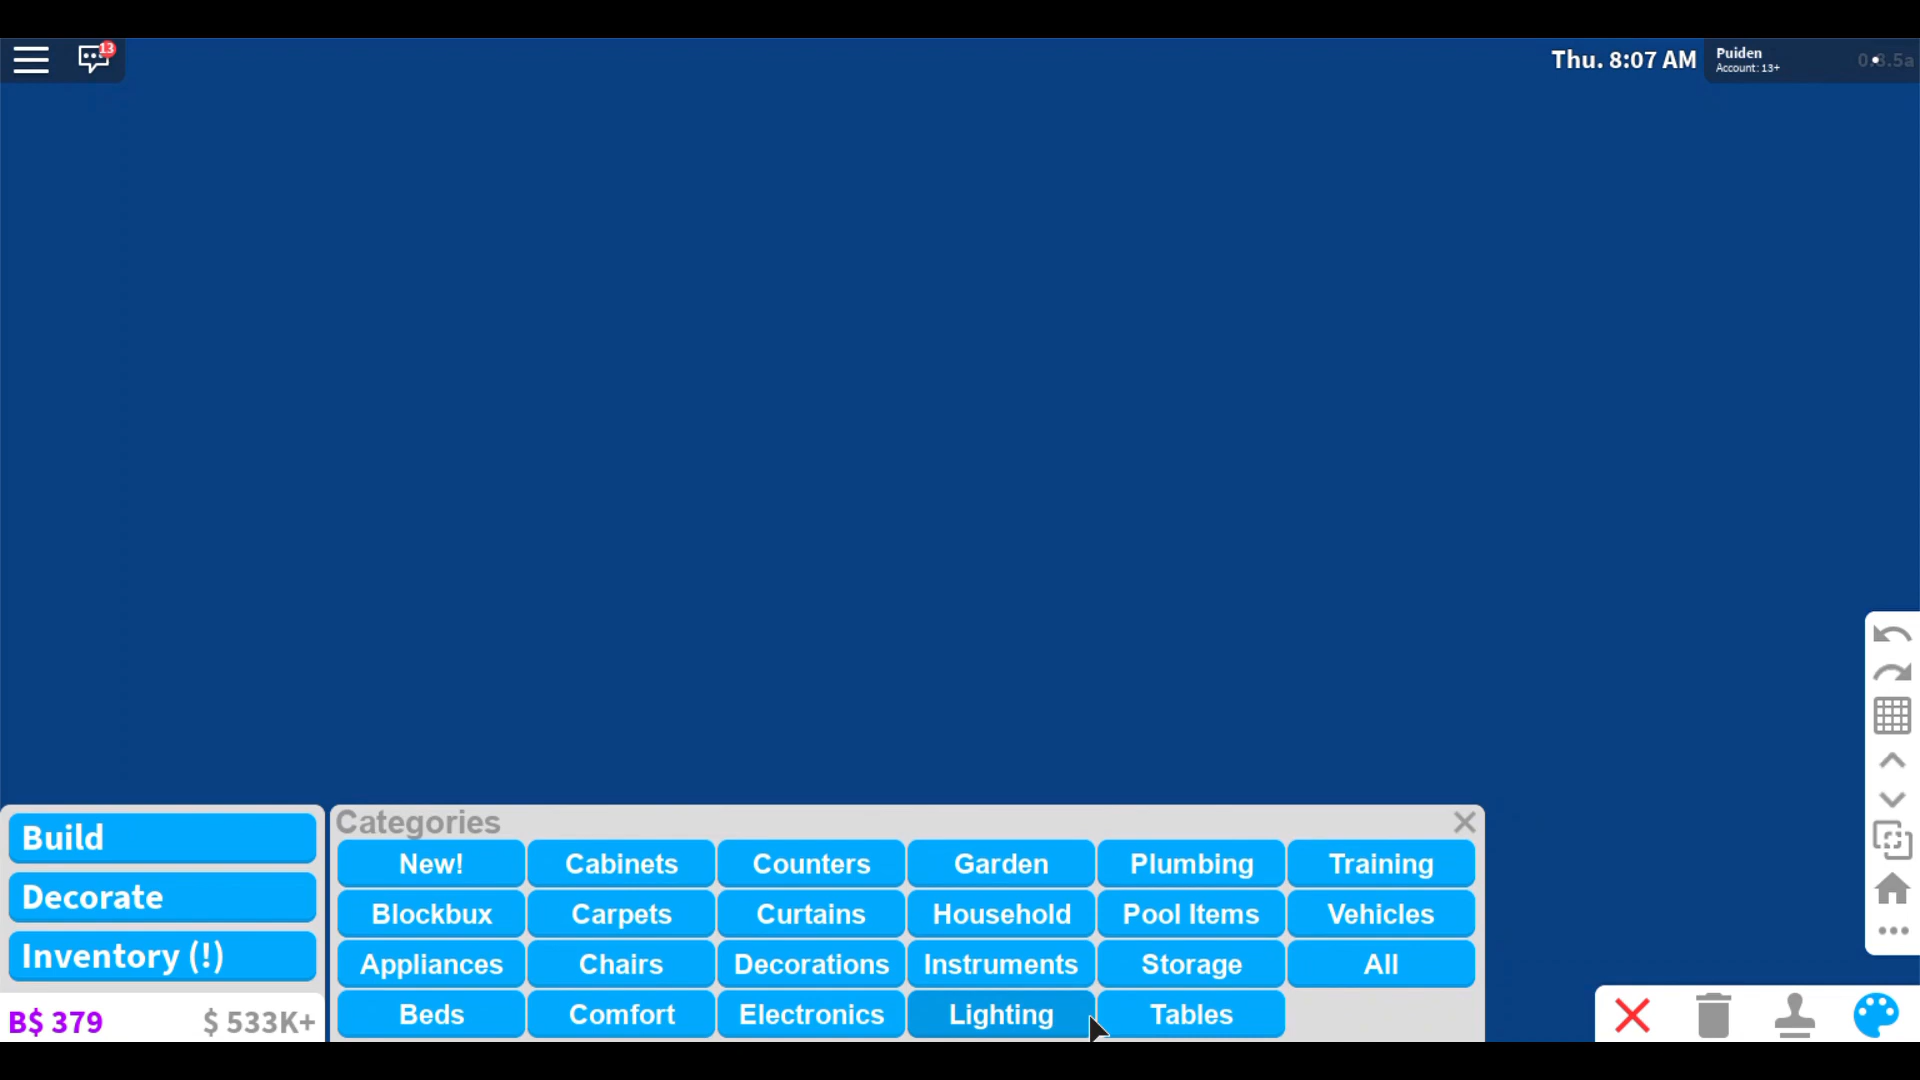 13
Thu. 8:07 AM
Puiden
Account: 13+
Build
Decorate
Inventory (!)
B$ 379
$ 533K+
Categories
New!
Cabinets
Counters
Garden
Plumbing
Training
Blockbux
Carpets
Curtains
Household
Pool Items
Vehicles
Appliances
Chairs
Decorations
Instruments
Storage
All
Beds
Comfort
Electronics
Lighting
Tables